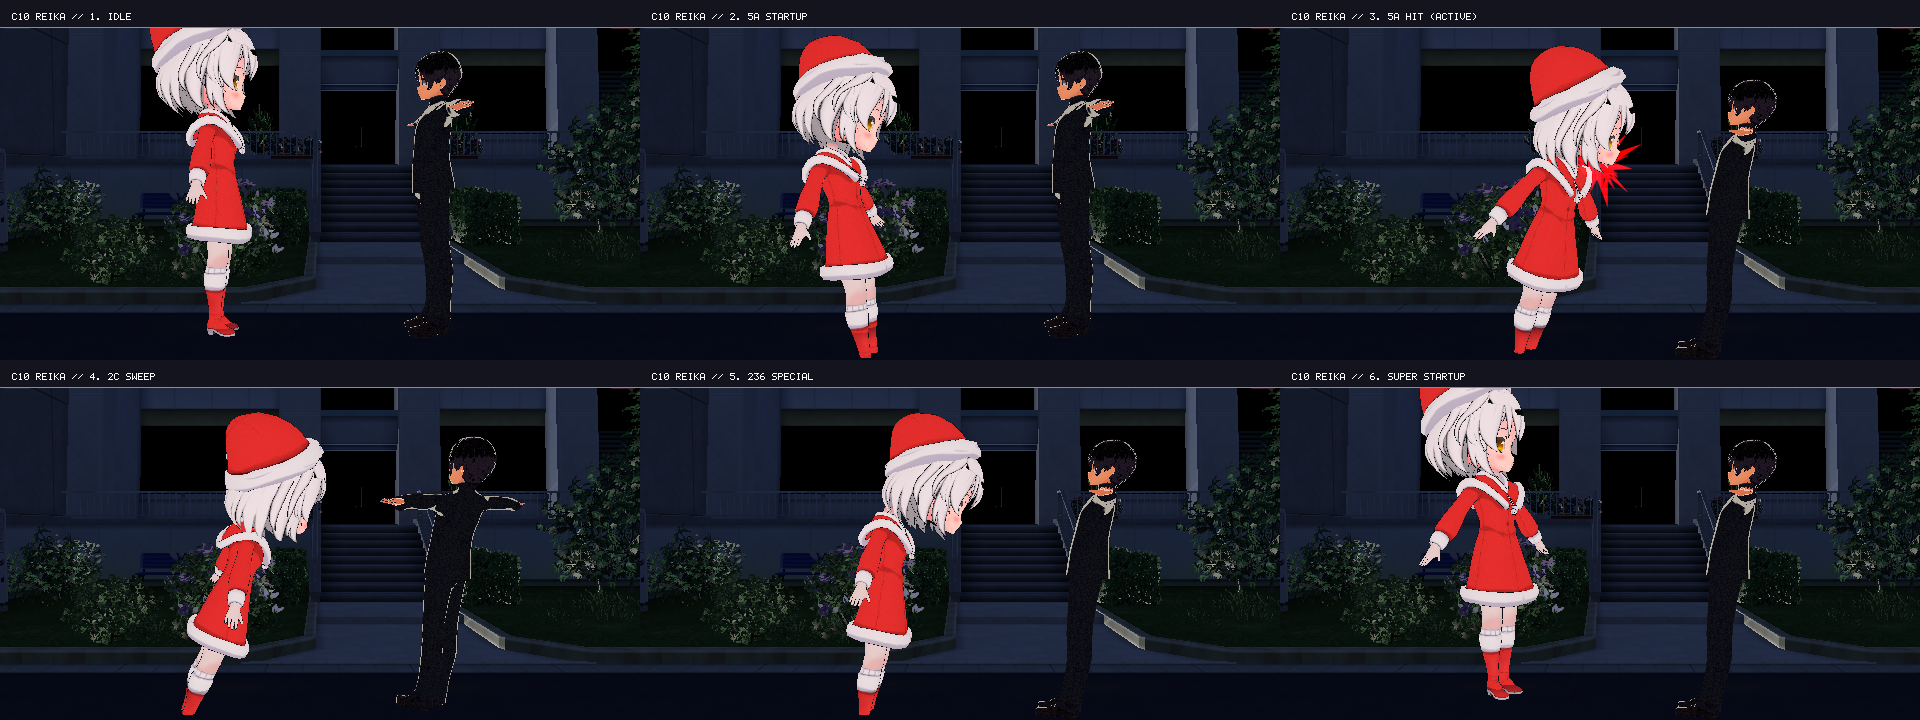 C10 REIKA // 1. IDLE
C10 REIKA // 2. 5A STARTUP
C10 REIKA // 3. 5A HIT (ACTIVE)
C10 REIKA // 4. 2C SWEEP
C10 REIKA // 5. 236 SPECIAL
C10 REIKA // 6. SUPER STARTUP